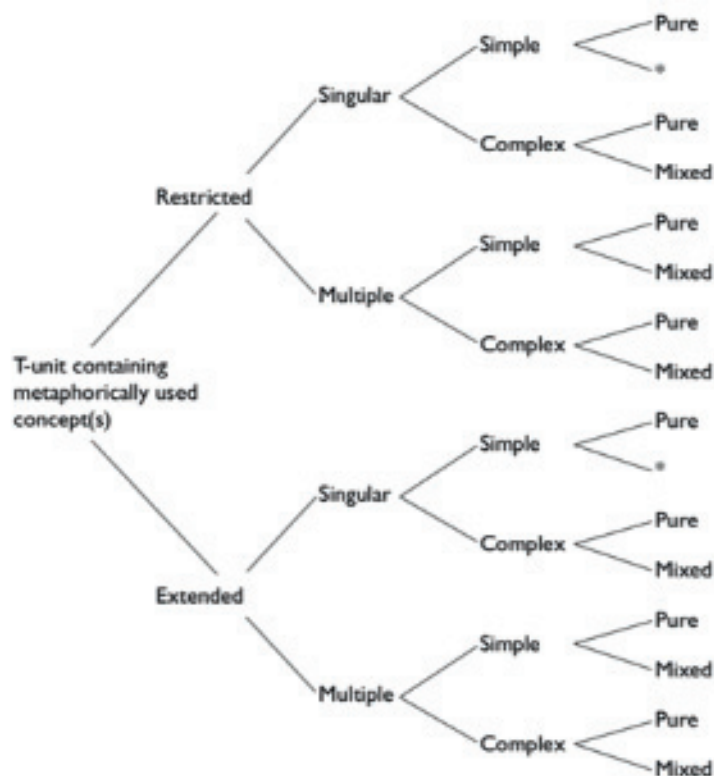 Pure
Simple
*
Singular
Pure
Complex
Mixed
Restricted
Pure
Simple
Mixed
Multiple
Pure
Complex
Mixed
T-unit containing
metaphorically used
concept(s)
Pure
Simple
*
Singular
Pure
Complex
Mixed
Extended
Pure
Simple
Mixed
Multiple
Pure
Complex
Mixed